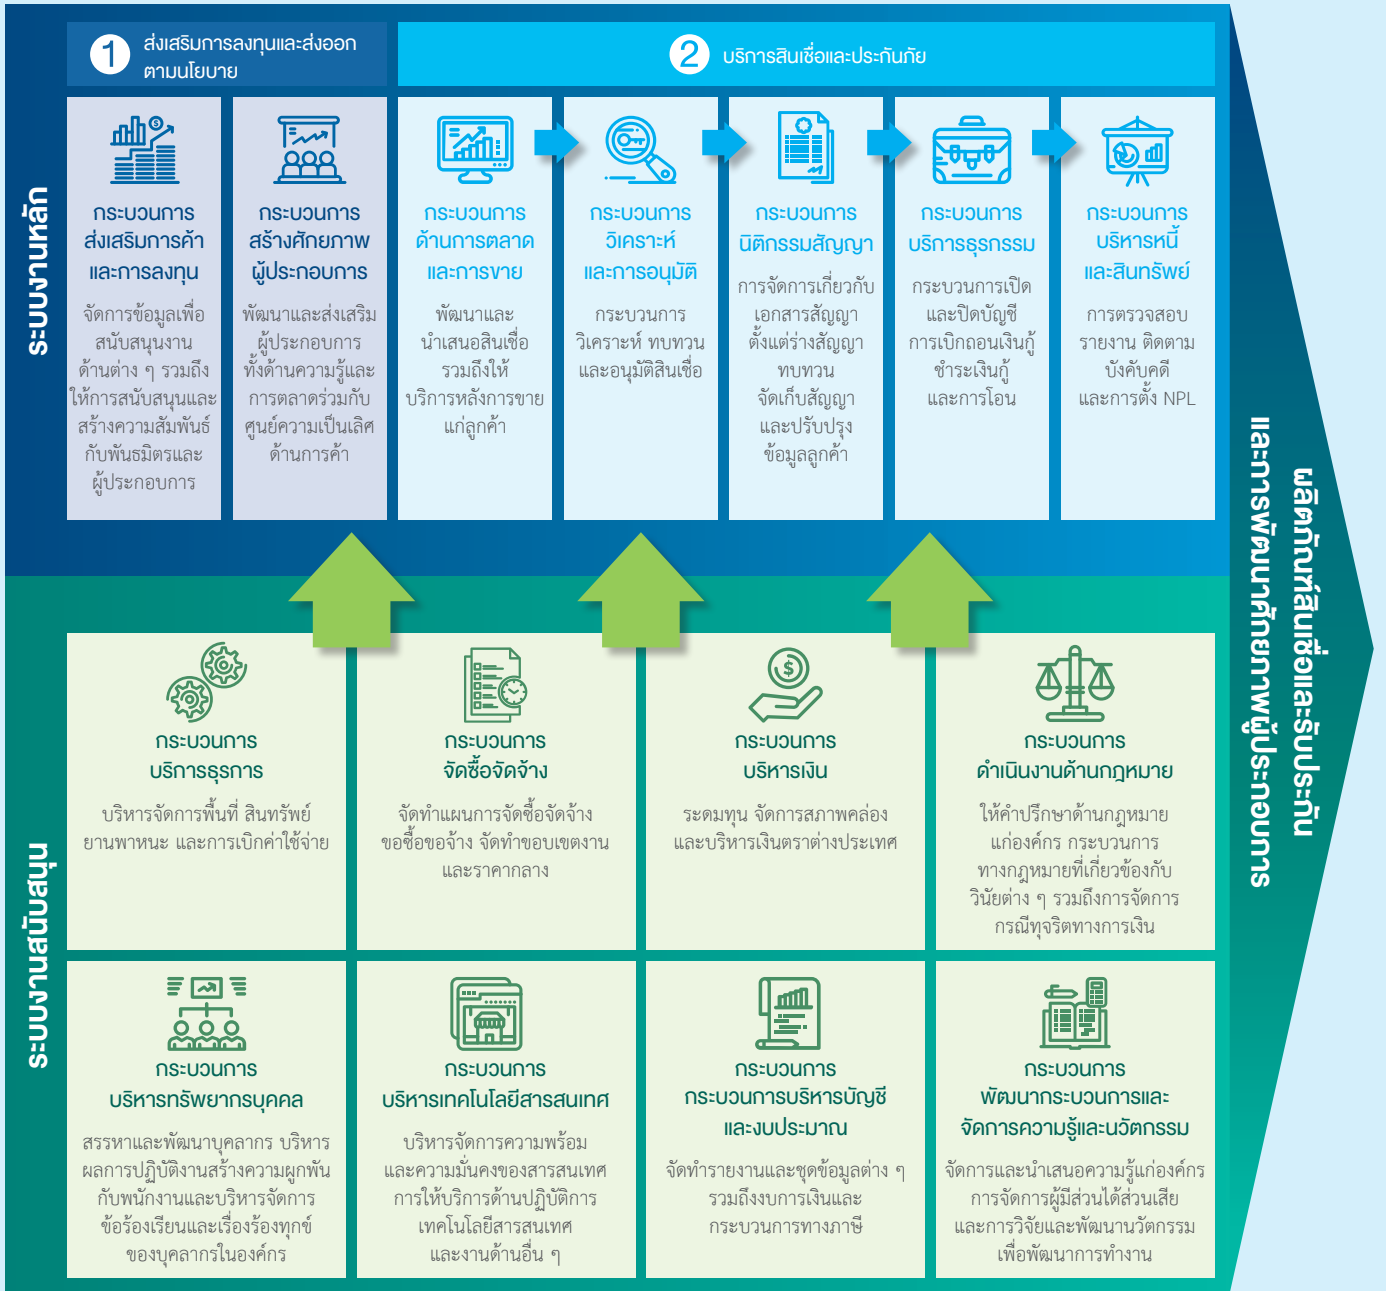 ระบบงานหลัก
1
ส่งเสริมการลงทุนและส่งออก
ตามนโยบาย
2
บริการสินเชื่อและประกันภัย
กระบวนการ
ส่งเสริมการค้า
และการลงทุน
จัดการข้อมูลเพื่อ
สนับสนุนงาน
ด้านต่าง ๆ รวมถึง
ให้การสนับสนุนและ
สร้างความสัมพันธ์
กับพันธมิตรและ
ผู้ประกอบการ
กระบวนการ
สร้างศักยภาพ
ผู้ประกอบการ
พัฒนาและส่งเสริม
ผู้ประกอบการ
ทั้งด้านความรู้และ
การตลาดร่วมกับ
ศูนย์ความเป็นเลิศ
ด้านการค้า
กระบวนการ
ด้านการตลาด
และการขาย
พัฒนาและ
นำเสนอสินเชื่อ
รวมถึงให้
บริการหลังการขาย
แก่ลูกค้า
กระบวนการ
วิเคราะห์
และการอนุมัติ
กระบวนการ
วิเคราะห์ ทบทวน
และอนุมัติสินเชื่อ
กระบวนการ
นิติกรรมสัญญา
การจัดการเกี่ยวกับ
เอกสารสัญญา
ตั้งแต่ร่างสัญญา
ทบทวน
จัดเก็บสัญญา
และปรับปรุง
ข้อมูลลูกค้า
กระบวนการ
บริการธุรกรรม
กระบวนการเปิด
และปิดบัญชี
การเบิกถอนเงินกู้
ชำระเงินกู้
และการโอน
กระบวนการ
บริหารหนี้
และสินทรัพย์
การตรวจสอบ
รายงาน ติดตาม
บังคับคดี
และการตั้ง NPL
ระบบงานสนับสนุน
กระบวนการ
บริการธุรการ
บริหารจัดการพื้นที่ สินทรัพย์
ยานพาหนะ และการเบิกค่าใช้จ่าย
กระบวนการ
จัดซื้อจัดจ้าง
จัดทำแผนการจัดซื้อจัดจ้าง
ขอซื้อขอจ้าง จัดทำขอบเขตงาน
และราคากลาง
กระบวนการ
บริหารเงิน
ระดมทุน จัดการสภาพคล่อง
และบริหารเงินตราต่างประเทศ
กระบวนการ
ดำเนินงานด้านกฎหมาย
ให้คำปรึกษาด้านกฎหมาย
แก่องค์กร กระบวนการ
ทางกฎหมายที่เกี่ยวข้องกับ
วินัยต่าง ๆ รวมถึงการจัดการ
กรณีทุจริตทางการเงิน
กระบวนการ
บริหารทรัพยากรบุคคล
สรรหาและพัฒนาบุคลากร บริหาร
ผลการปฏิบัติงานสร้างความผูกพัน
กับพนักงานและบริหารจัดการ
ข้อร้องเรียนและเรื่องร้องทุกข์
ของบุคลากรในองค์กร
กระบวนการ
บริหารเทคโนโลยีสารสนเทศ
บริหารจัดการความพร้อม
และความมั่นคงของสารสนเทศ
การให้บริการด้านปฏิบัติการ
เทคโนโลยีสารสนเทศ
และงานด้านอื่น ๆ
กระบวนการ
กระบวนการบริหารบัญชี
และงบประมาณ
จัดทำรายงานและชุดข้อมูลต่าง ๆ
รวมถึงงบการเงินและ
กระบวนการทางภาษี
กระบวนการ
พัฒนากระบวนการและ
จัดการความรู้และนวัตกรรม
จัดการและนำเสนอความรู้แก่องค์กร
การจัดการผู้มีส่วนได้ส่วนเสีย
และการวิจัยและพัฒนานวัตกรรม
เพื่อพัฒนาการทำงาน
ผลิตภัณฑ์สินเชื่อและรับประกัน
และการพัฒนาศักยภาพผู้ประกอบการ